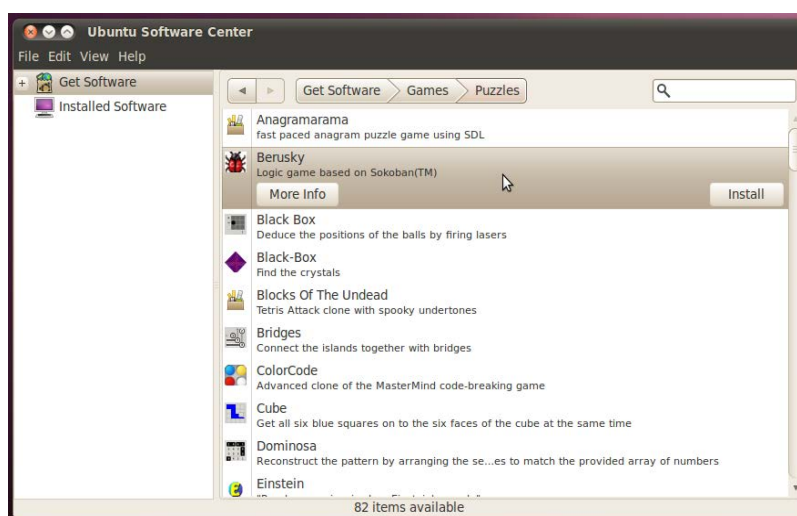 Ubuntu Software Center
File Edit View Help
Get Software
Installed Software
Get Software Games Puzzles
Anagramarama
fast paced anagram puzzle game using SDL
Berusky
Logic game based on Sokoban(TM)
More Info Install
Black Box
Deduce the positions of the balls by firing lasers
Black-Box
Find the crystals
Blocks Of The Undead
Tetris Attack clone with spooky undertones
Bridges
Connect the islands together with bridges
ColorCode
Advanced clone of the MasterMind code-breaking game
Cube
Get all six blue squares on to the six faces of the cube at the same time
Dominosa
Reconstruct the pattern by arranging the se...es to match the provided array of numbers
Einstein
82 items available